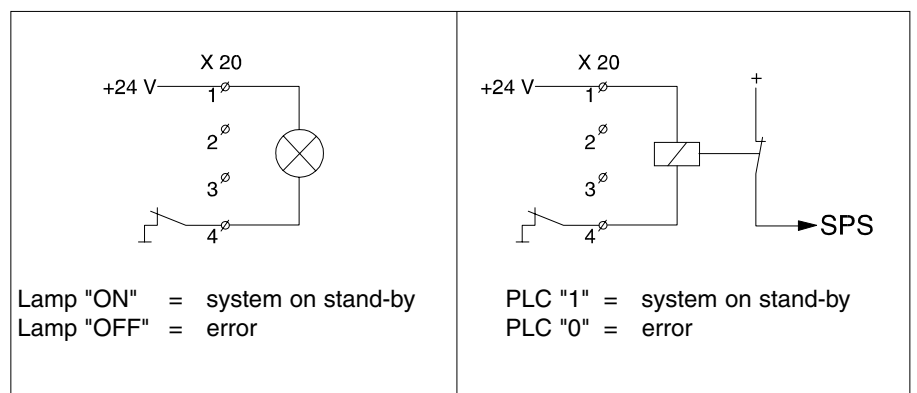 X 20
+24 V
1
2
3
4
Lamp "ON" = system on stand-by
Lamp "OFF" = error
X 20
+24 V
1
2
3
4
+
SPS
PLC "1" = system on stand-by
PLC "0" = error